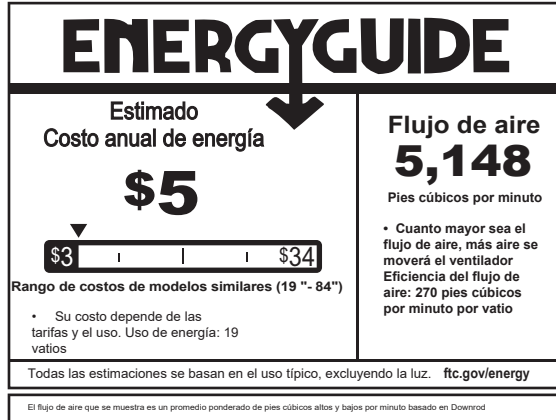 ENERGYGUIDE
Estimado
Costo anual de energía
$5
$3
$34
Rango de costos de modelos similares (19 "- 84")
• Su costo depende de las
tarifas y el uso. Uso de energía: 19
vatios
Flujo de aire
5,148
Pies cúbicos por minuto
• Cuanto mayor sea el
flujo de aire, más aire se
moverá el ventilador
Eficiencia del flujo de
aire: 270 pies cúbicos
por minuto por vatio
Todas las estimaciones se basan en el uso típico, excluyendo la luz. ftc.gov/energy
El flujo de aire que se muestra es un promedio ponderado de pies cúbicos altos y bajos por minuto basado en Downrod